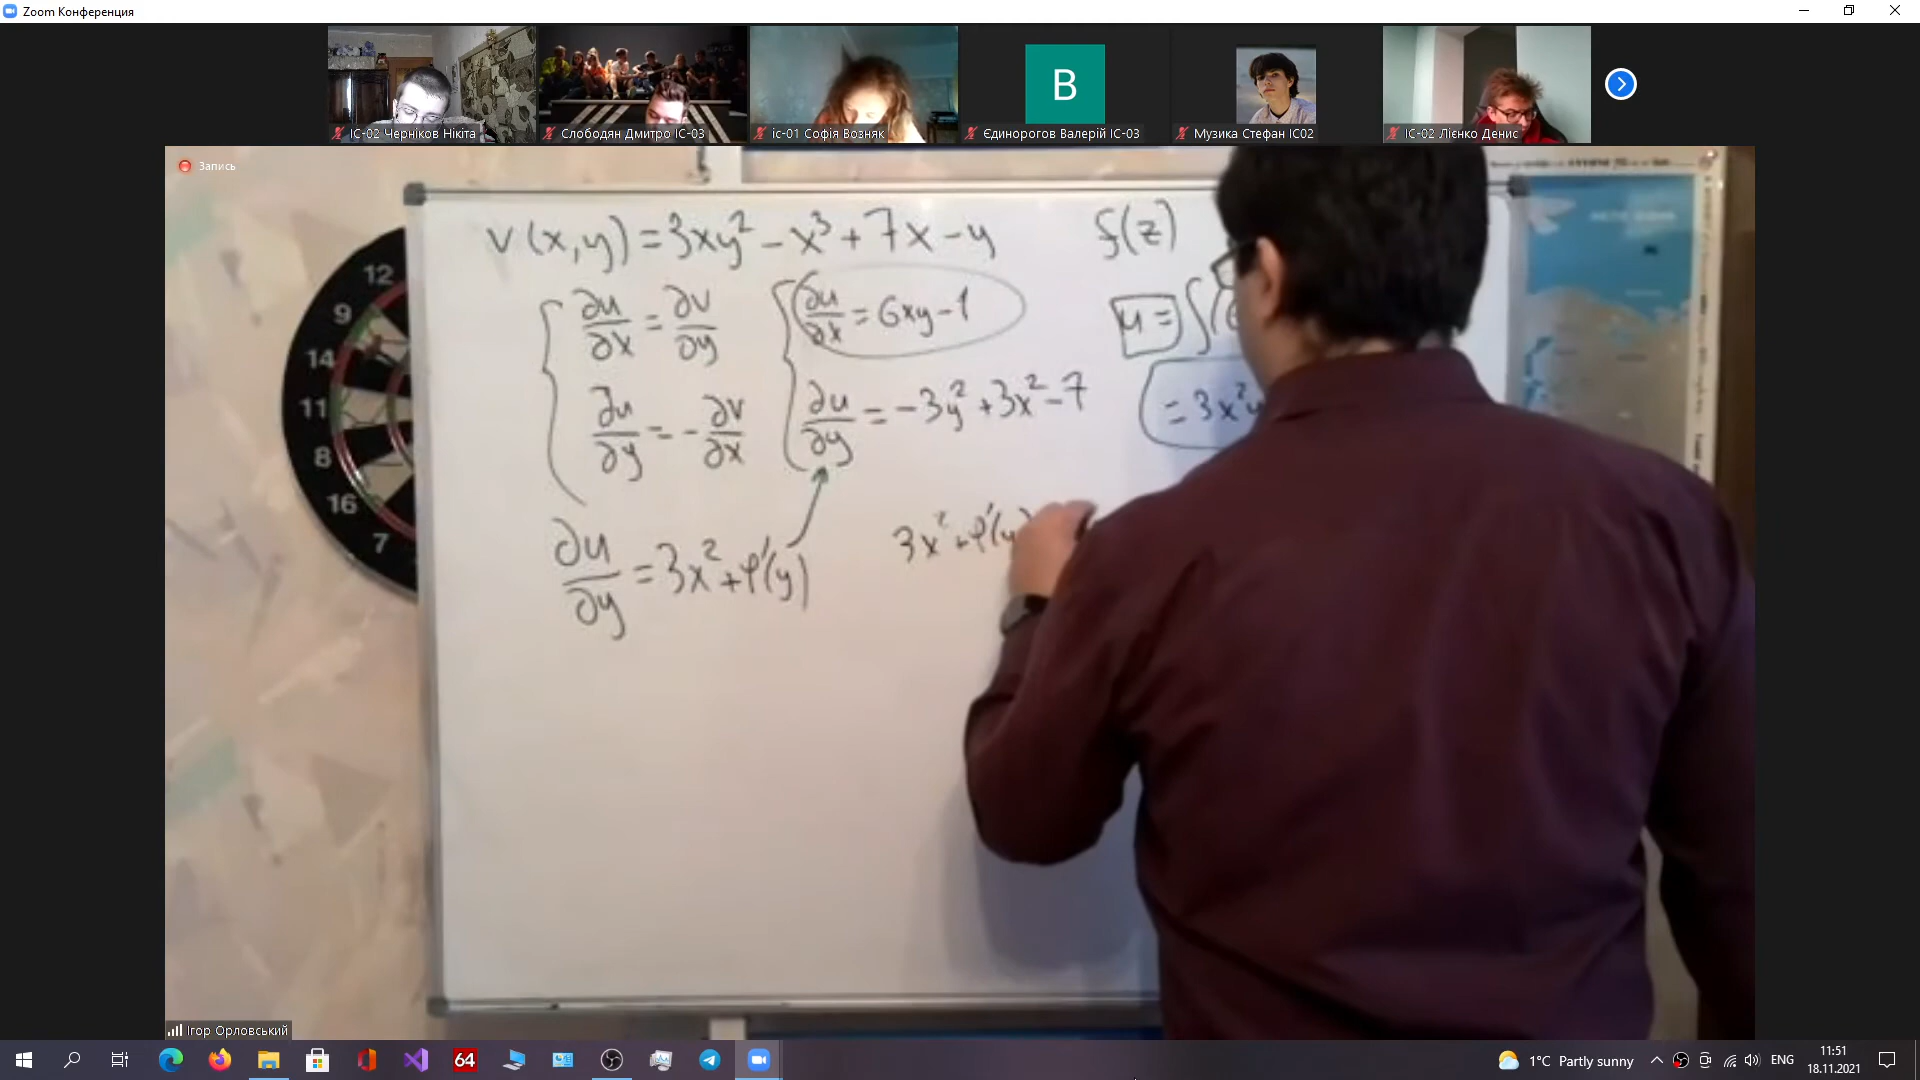 Zoom Конференция
ІС-02 Черніков Нікіта
Слободян Дмитро ІС-03
іс-01 Софія Возняк
B
Єдинорогов Валерій ІС-03
Музика Стефан ІС02
ІС-02 Лієнко Денис
Запись
v(x,y)=3xy²-x³+7x-y
f(z)
∂u/∂x=∂v/∂y
∂u/∂x=6xy-1
u=∫(
∂u/∂y=-∂v/∂x
∂u/∂y=-3y²+3x²-7
=3x²y
∂u/∂y=3x²+φ'(y)
3x²+φ'(y)
12
9
14
11
8
16
7
Ігор Орловський
64
1°C Partly sunny
ENG
11:51
18.11.2021